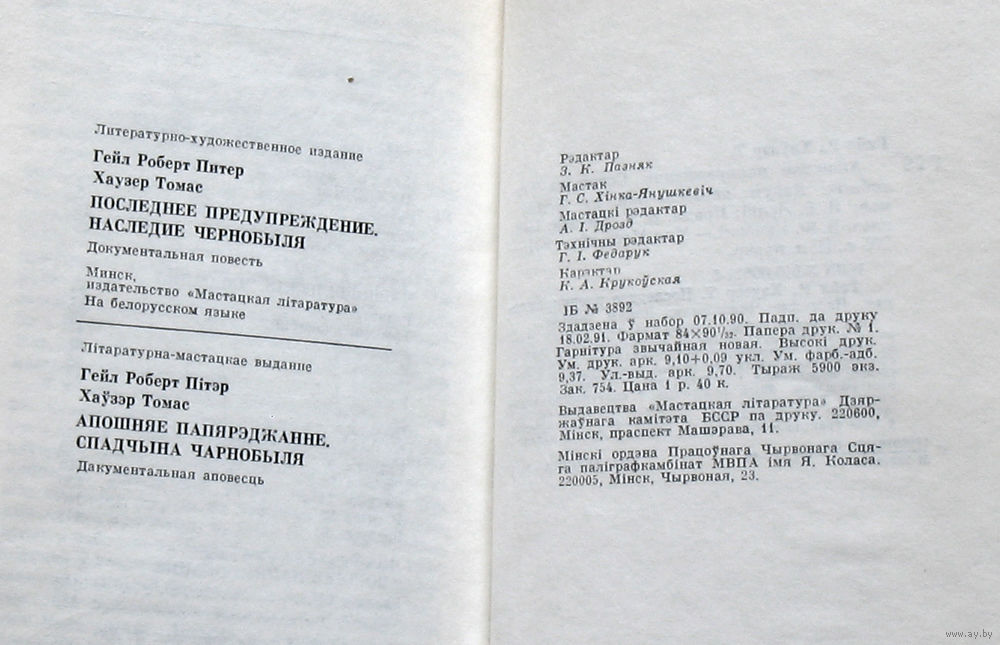 Литературно-художественное издание
Гейл Роберт Питер
Хаузер Томас
ПОСЛЕДНЕЕ ПРЕДУПРЕЖДЕНИЕ.
НАСЛЕДИЕ ЧЕРНОБЫЛЯ
Документальная повесть
Минск,
издательство «Мастацкая літаратура»
На белорусском языке
Літаратурна-мастацкае выданне
Гейл Роберт Пітэр
Хаўзэр Томас
АПОШНЯЕ ПАПЯРЭДЖАННЕ.
СПАДЧЫНА ЧАРНОБЫЛЯ
Дакументальная аповесць
Рэдактар
З. К. Пазняк
Мастак
Г. С. Хінка-Янушкевіч
Мастацкі рэдактар
А. І. Дрозд
Тэхнічны рэдактар
Г. І. Федарук
Карэктар
К. А. Крукоўская
ІБ № 3892
Здадзена ў набор 07.10.90. Падп. да друку
18.02.91. Фармат 84×90¹/₃₂. Папера друк. № 1.
Гарнітура звычайная новая. Высокі друк.
Ум. друк. арк. 9,10+0,09 укл. Ум. фарб.-адб.
9,37. Ул.-выд. арк. 9,70. Тыраж 5900 экз.
Зак. 754. Цана 1 р. 40 к.
Выдавецтва «Мастацкая літаратура» Дзяр-
жаўнага камітэта БССР па друку. 220600,
Мінск, праспект Машэрава, 11.
Мінскі ордэна Працоўнага Чырвонага Сця-
га паліграфкамбінат МВПА імя Я. Коласа.
220005, Мінск, Чырвоная, 23.
www.ay.by